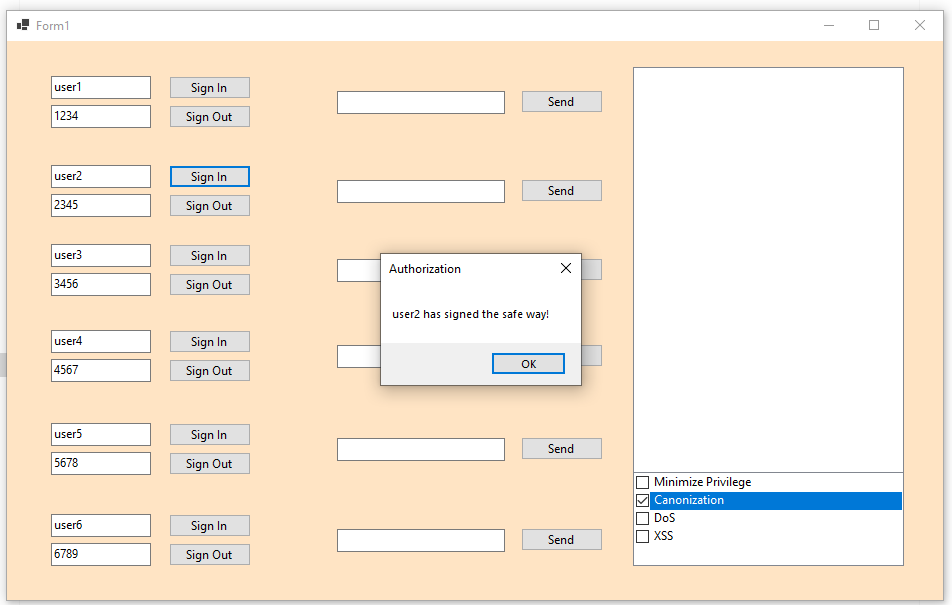 Form1
user1 Sign In
1234 Sign Out
Send
user2 Sign In
2345 Sign Out
Send
user3 Sign In
3456 Sign Out
Authorization
user2 has signed the safe way!
OK
user4 Sign In
4567 Sign Out
user5 Sign In
5678 Sign Out
Send
user6 Sign In
6789 Sign Out
Send
Minimize Privilege
Canonization
DoS
XSS